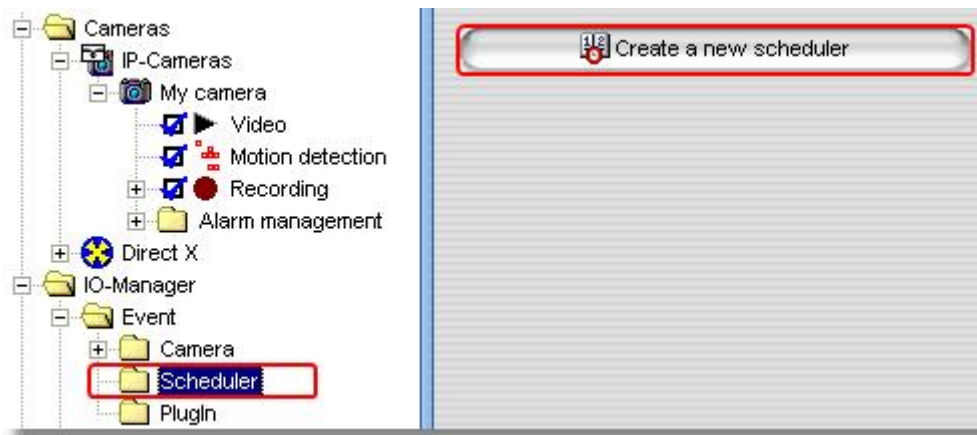 Cameras
IP-Cameras
My camera
Video
Motion detection
Recording
Alarm management
Direct X
IO-Manager
Event
Camera
Scheduler
PlugIn
Create a new scheduler